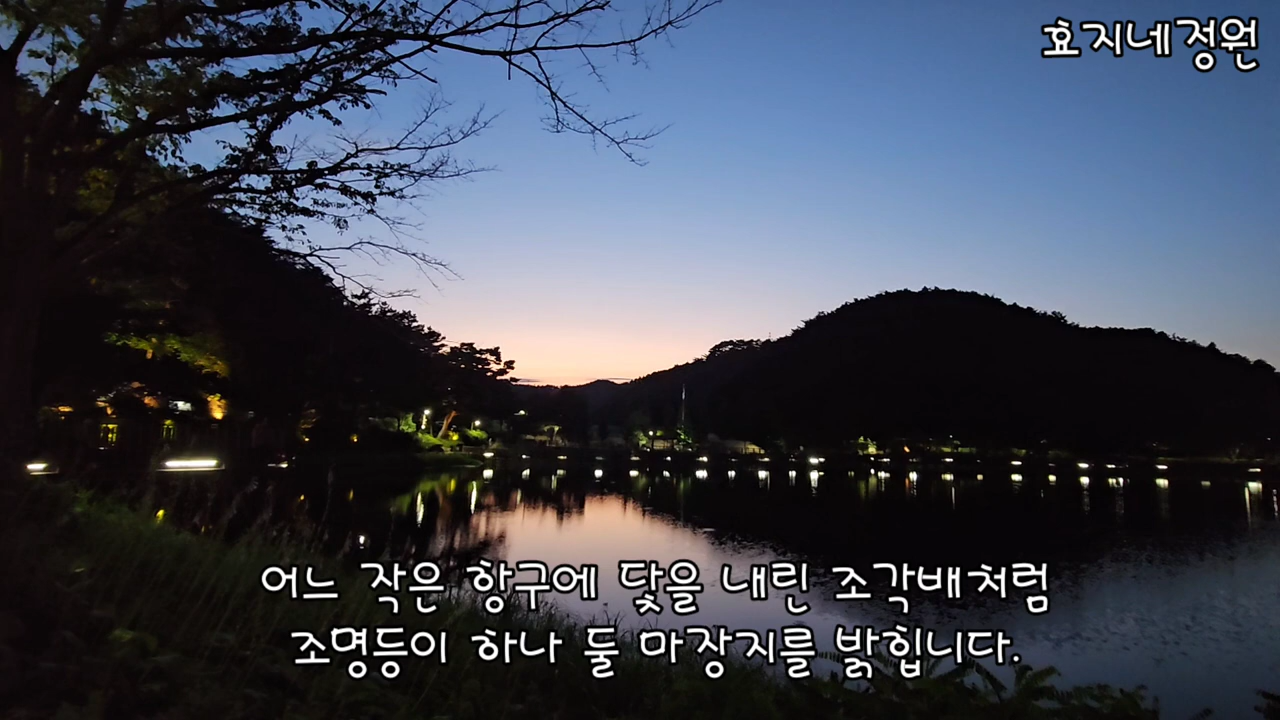 효지네정원
어느 작은 항구에 닻을 내린 조각배처럼
조명등이 하나 둘 마장지를 밝힙니다.